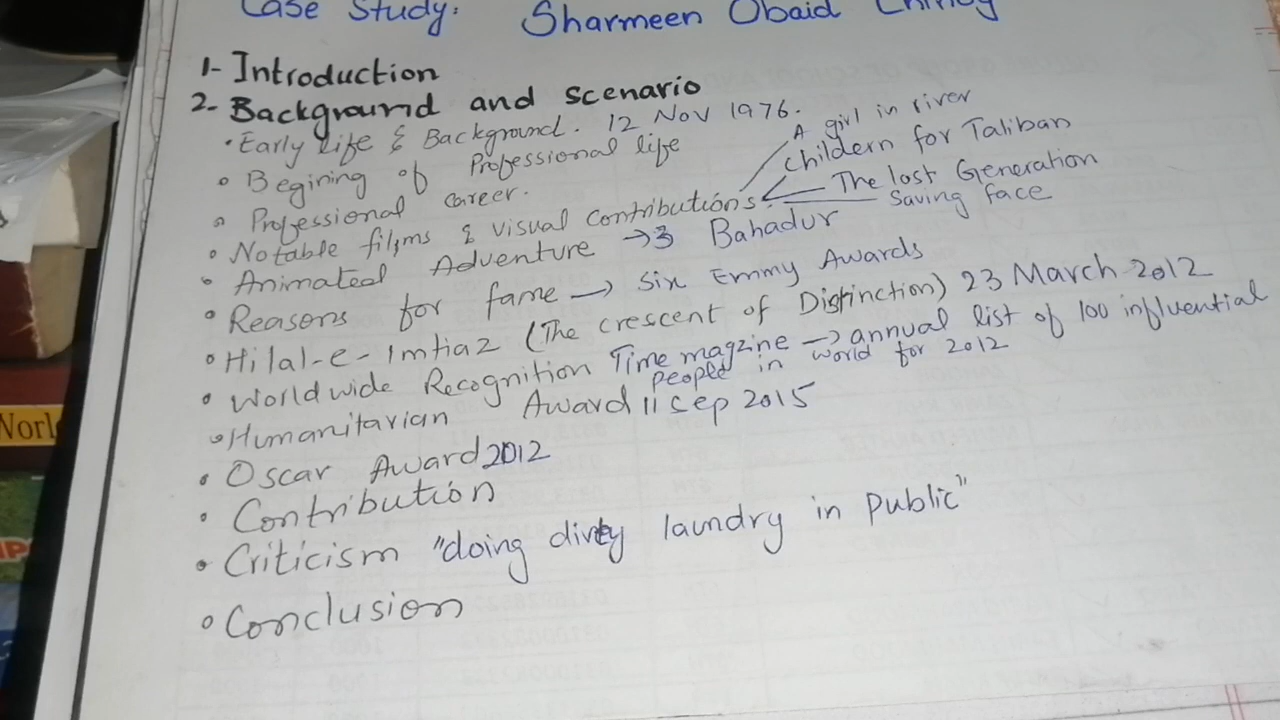 Case Study: Sharmeen Obaid Chinoy
1- Introduction
2- Background and scenario
• Early life & Background. 12 Nov 1976.
• Begining of Professional life
• Professional career.
• Notable films & visual contributions.
A girl in river
childern for Taliban
The lost Generation
Saving face
• Animated Adventure → 3 Bahadur
• Reasons for fame → Six Emmy Awards
• Hilal-e-Imtiaz (The crescent of Distinction) 23 March 2012
• Worldwide Recognition Time magzine → annual list of 100 influential
people in world for 2012
• Humanitarian Award 11 Sep 2015
• Oscar Award 2012
• Contribution
• Criticism "doing dirty laundry in public"
• Conclusion
Worl